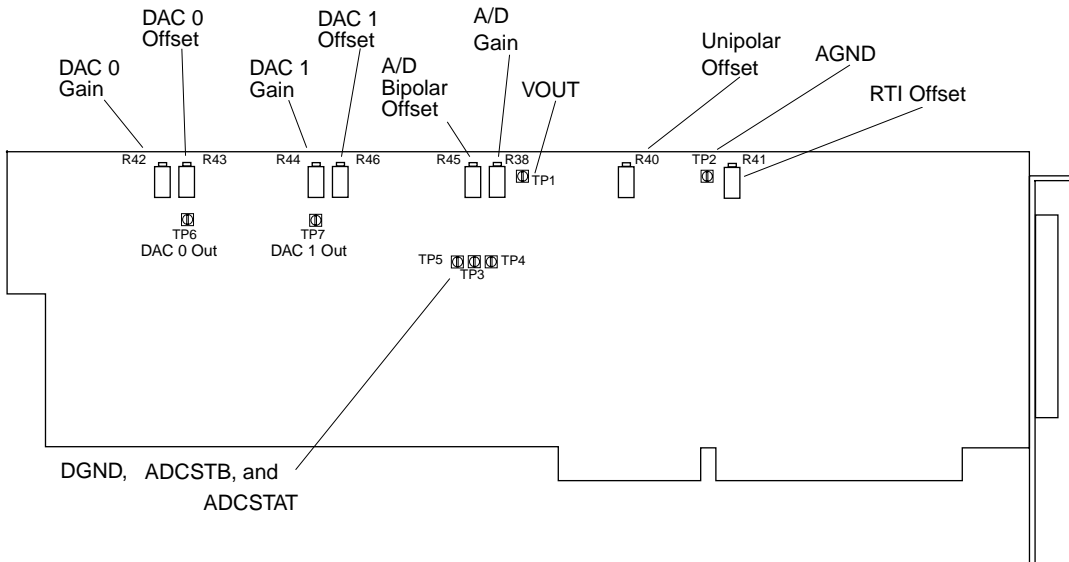 DAC 0
Offset
DAC 1
Offset
A/D
Gain
Unipolar
Offset
AGND
DAC 0
Gain
DAC 1
Gain
A/D
Bipolar
Offset
VOUT
RTI Offset
R42
R43
R44
R46
R45
R38
R40
TP2
R41
TP1
TP6
DAC 0 Out
TP7
DAC 1 Out
TP5
TP3
TP4
DGND, ADCSTB, and
ADCSTAT